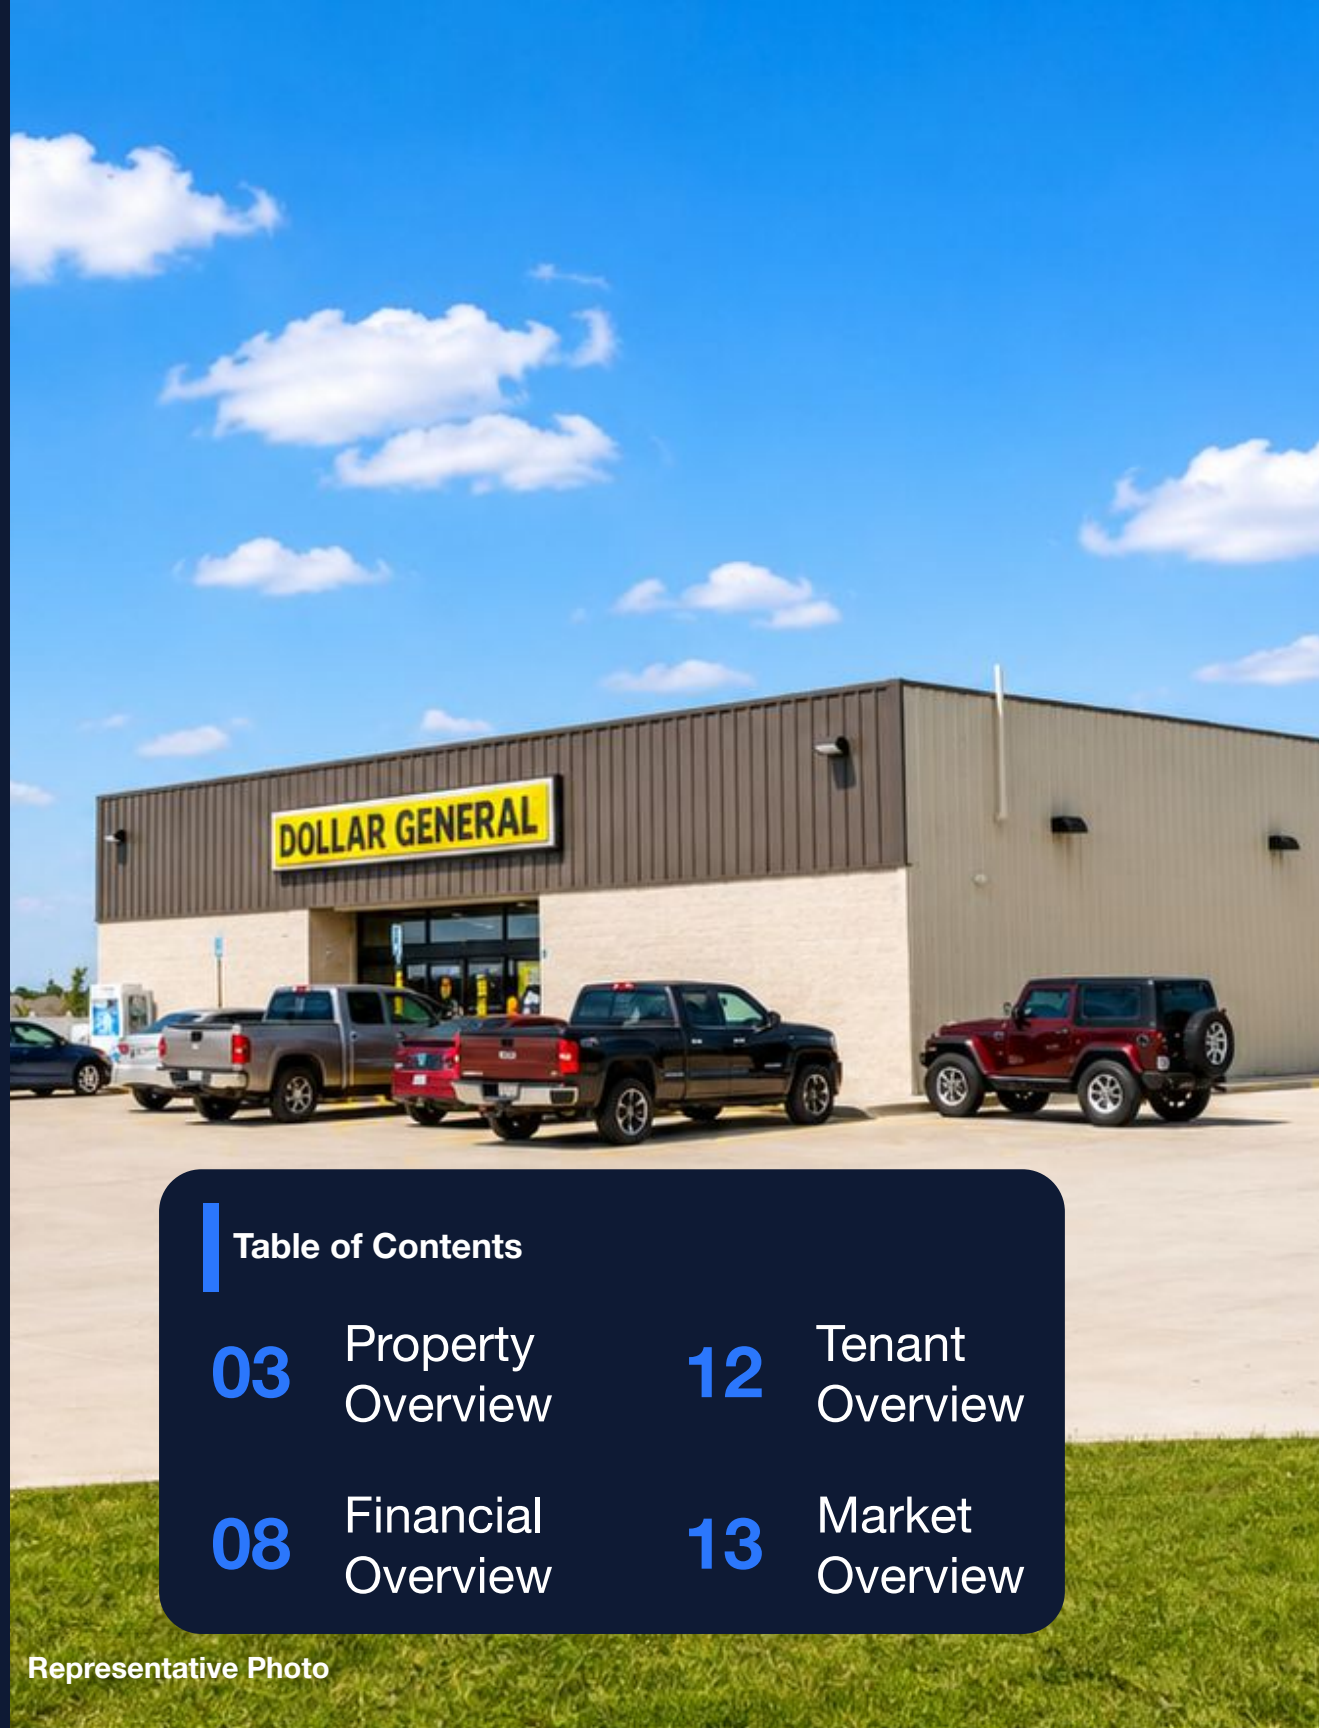 DOLLAR GENERAL
Table of Contents
03
Property
Overview
12
Tenant
Overview
08
Financial
Overview
13
Market
Overview
Representative Photo